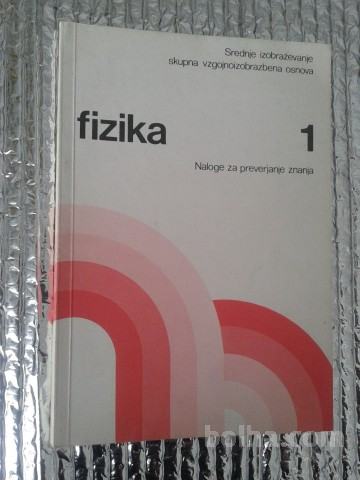 Srednje izobraževanje
skupna vzgojnoizobrazbena osnova
fizika 1
Naloge za preverjanje znanja
bolha.com